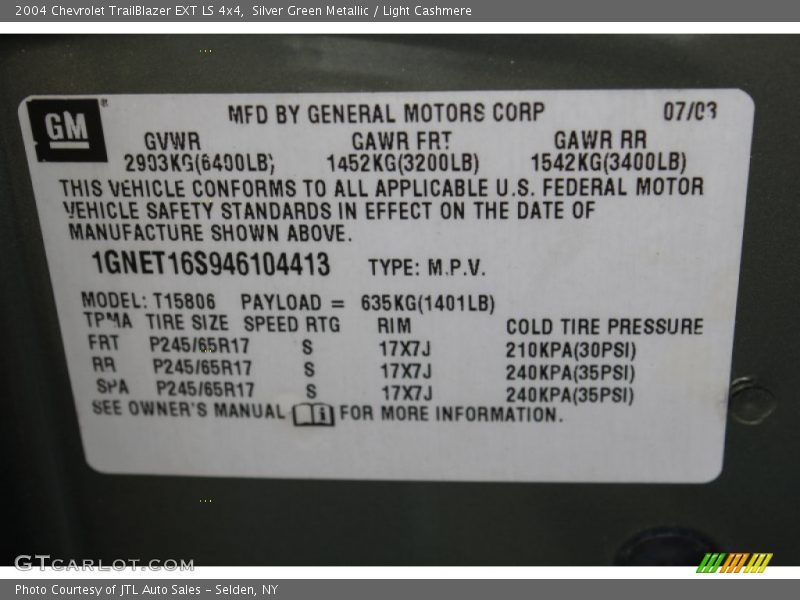 2004 Chevrolet TrailBlazer EXT LS 4x4,  Silver Green Metallic / Light Cashmere
GM
MFD BY GENERAL MOTORS CORP 07/03
GVWR GAWR FRT GAWR RR
2903KG(6400LB) 1452KG(3200LB) 1542KG(3400LB)
THIS VEHICLE CONFORMS TO ALL APPLICABLE U.S. FEDERAL MOTOR
VEHICLE SAFETY STANDARDS IN EFFECT ON THE DATE OF
MANUFACTURE SHOWN ABOVE.
1GNET16S946104413 TYPE: M.P.V.
MODEL: T15806 PAYLOAD = 635KG(1401LB)
TPMA TIRE SIZE SPEED RTG RIM COLD TIRE PRESSURE
FRT P245/65R17 S 17X7J 210KPA(30PSI)
RR P245/65R17 S 17X7J 240KPA(35PSI)
SPA P245/65R17 S 17X7J 240KPA(35PSI)
SEE OWNER'S MANUAL FOR MORE INFORMATION.
GTcarlot.com
Photo Courtesy of JTL Auto Sales - Selden, NY